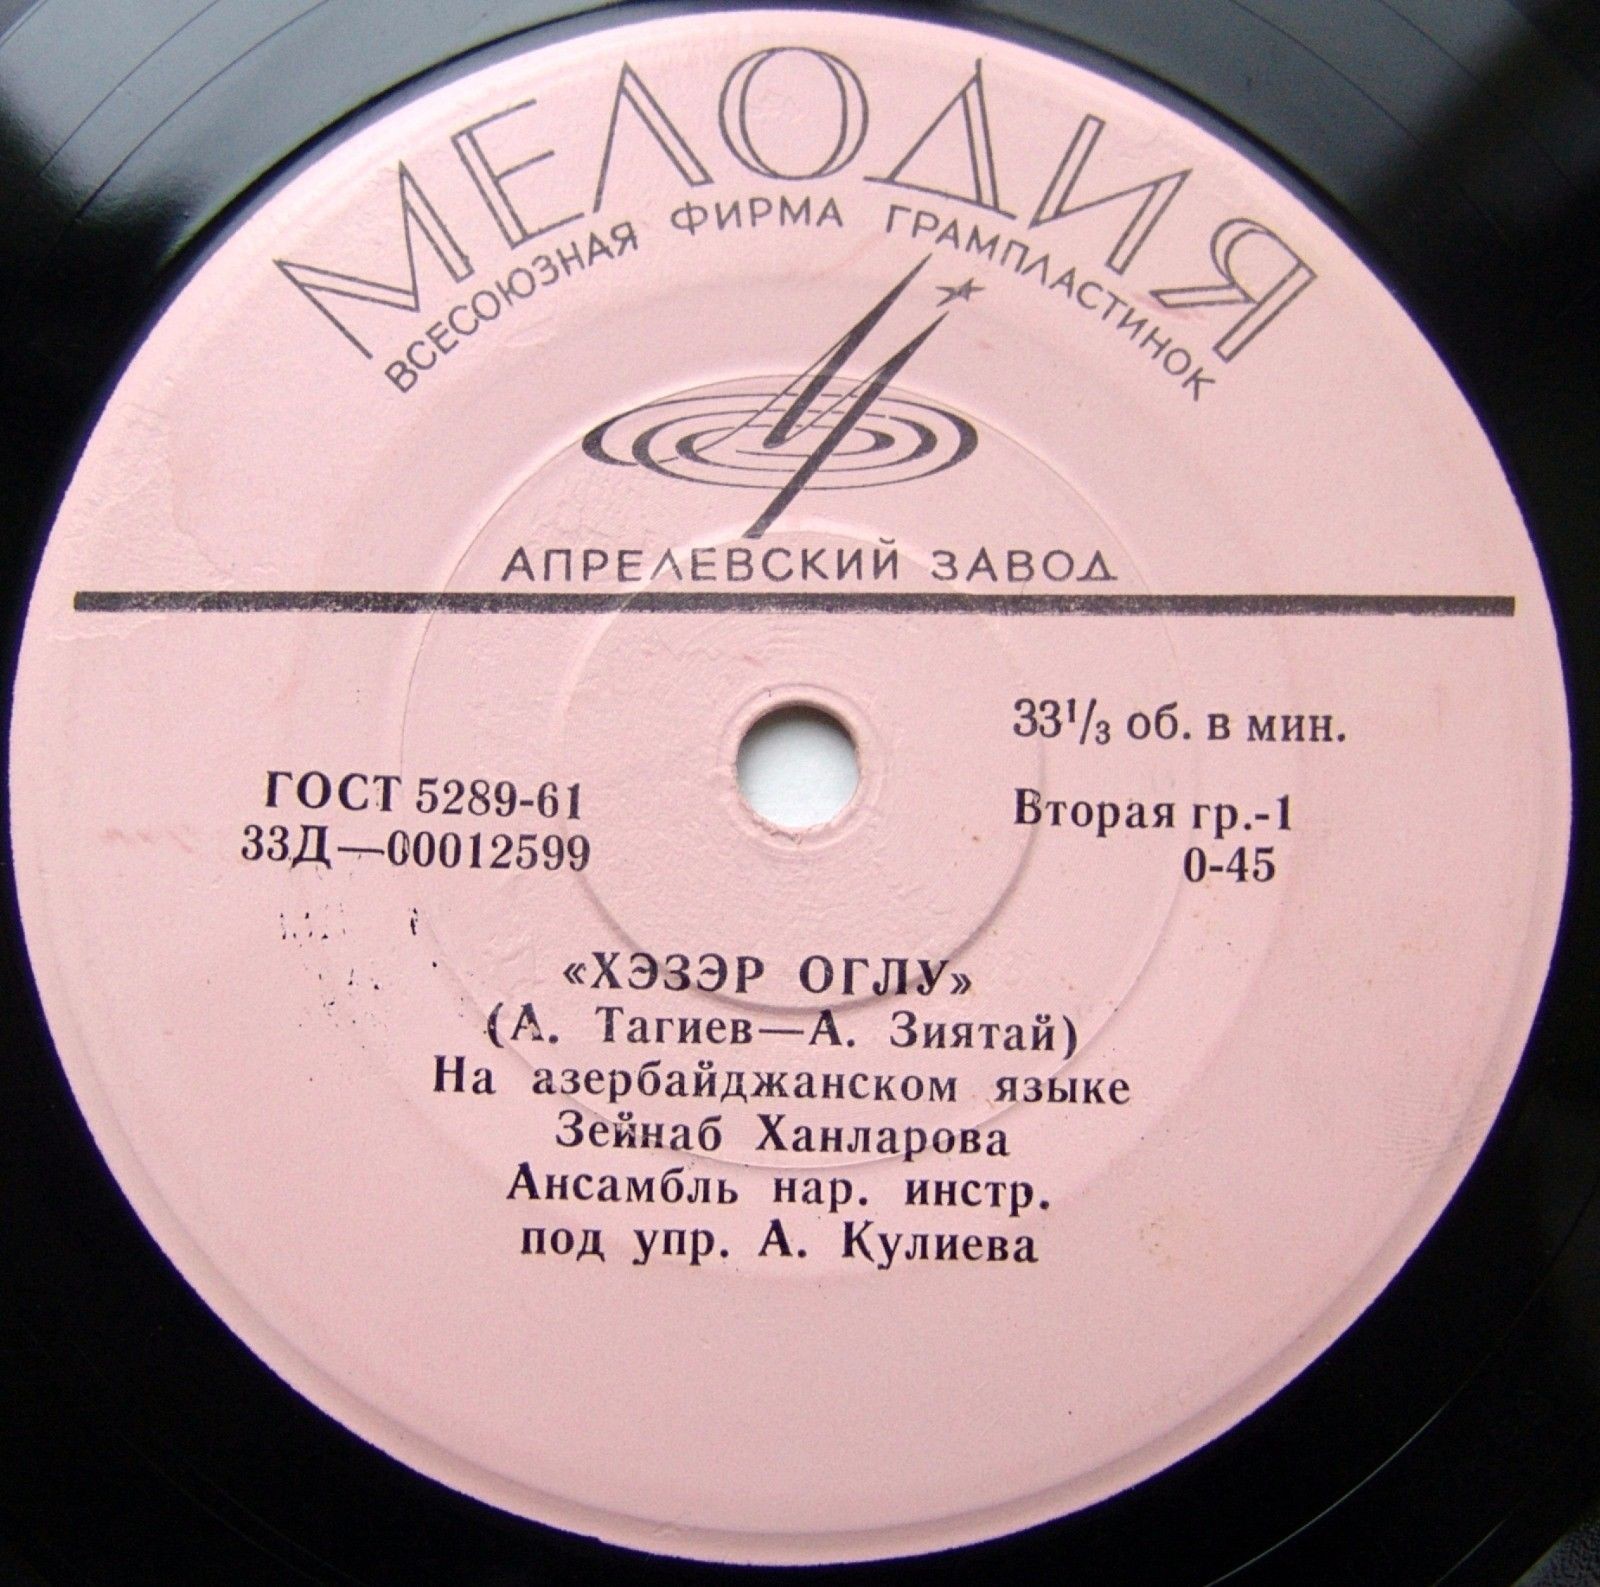 МЕЛОДИЯ
ВСЕСОЮЗНАЯ ФИРМА ГРАМПЛАСТИНОК
АПРЕЛЕВСКИЙ ЗАВОД
33⅓ об. в мин.
ГОСТ 5289-61
33Д—00012599
Вторая гр.-1
0-45
«ХЭЗЭР ОГЛУ»
(А. Тагиев—А. Зиятай)
На азербайджанском языке
Зейнаб Ханларова
Ансамбль нар. инстр.
под упр. А. Кулиева